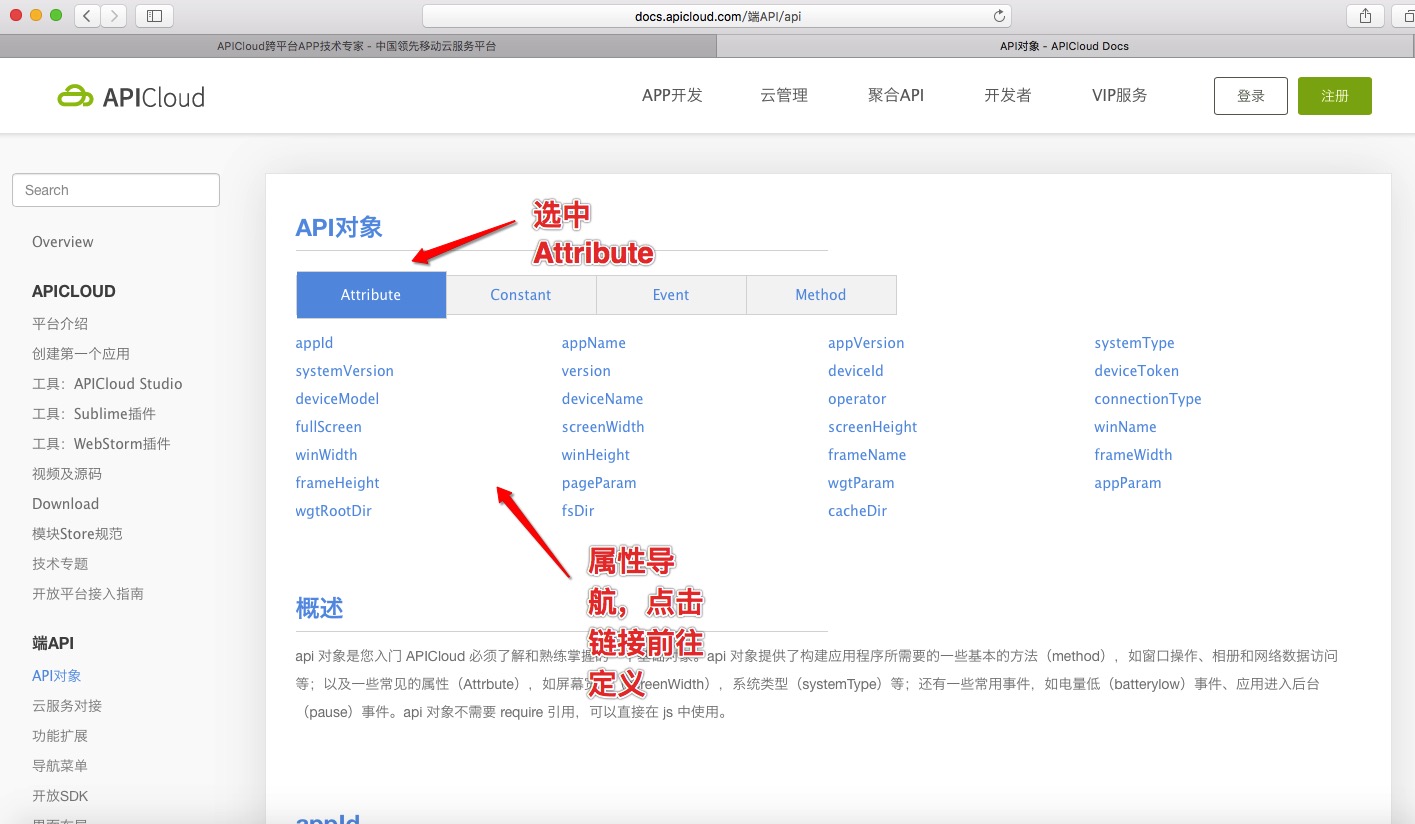 docs.apicloud.com/端API/api
APICloud跨平台APP技术专家 - 中国领先移动云服务平台
API对象 - APICloud Docs
APICloud
APP开发
云管理
聚合API
开发者
VIP服务
登录
注册
Search
Overview
APICLOUD
平台介绍
创建第一个应用
工具：APICloud Studio
工具：Sublime插件
工具：WebStorm插件
视频及源码
Download
模块Store规范
技术专题
开放平台接入指南
端API
API对象
云服务对接
功能扩展
导航菜单
开放SDK
界面布局
API对象
选中
Attribute
Attribute Constant Event Method
appId appName appVersion systemType
systemVersion version deviceId deviceToken
deviceModel deviceName operator connectionType
fullScreen screenWidth screenHeight winName
winWidth winHeight frameName frameWidth
frameHeight pageParam wgtParam appParam
wgtRootDir fsDir cacheDir
属性导
航，点击
链接前往
定义
概述
api 对象是您入门 APICloud 必须了解和熟练掌握的 对象。api 对象提供了构建应用程序所需要的一些基本的方法（method），如窗口操作、相册和网络数据访问
等；以及一些常见的属性（Attrbute），如屏幕 reenWidth），系统类型（systemType）等；还有一些常用事件，如电量低（batterylow）事件、应用进入后台
（pause）事件。api 对象不需要 require 引用，可以直接在 js 中使用。
appId